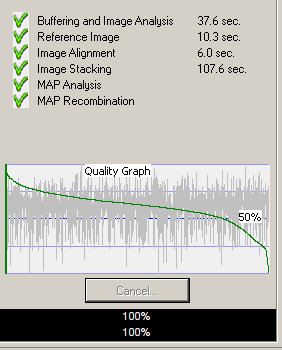 Buffering and Image Analysis 37.6 sec.
Reference Image 10.3 sec.
Image Alignment 6.0 sec.
Image Stacking 107.6 sec.
MAP Analysis
MAP Recombination
Quality Graph
50%
Cancel...
100%
100%